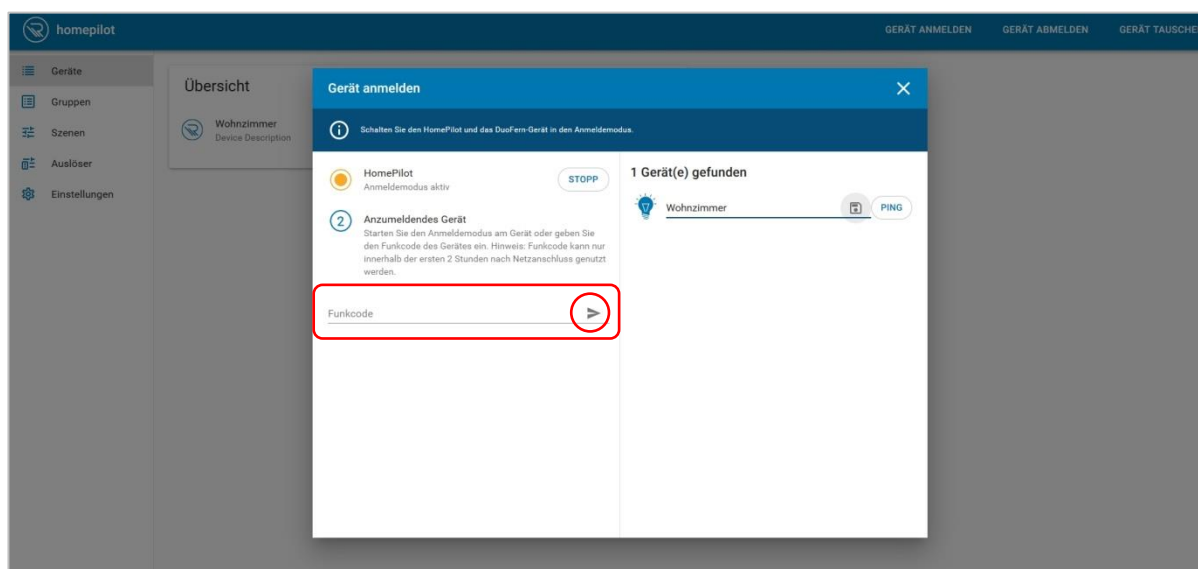 homepilot
GERÄT ANMELDEN
GERÄT ABMELDEN
GERÄT TAUSCHE
Geräte
Gruppen
Szenen
Auslöser
Einstellungen
Übersicht
Wohnzimmer
Device Description
Gerät anmelden
Schalten Sie den HomePilot und das DuoFern-Gerät in den Anmeldemodus.
HomePilot
Anmeldemodus aktiv
STOPP
2
Anzumeldendes Gerät
Starten Sie den Anmeldemodus am Gerät oder geben Sie
den Funkcode des Gerätes ein. Hinweis: Funkcode kann nur
innerhalb der ersten 2 Stunden nach Netzanschluss genutzt
werden.
Funkcode
1 Gerät(e) gefunden
Wohnzimmer
PING